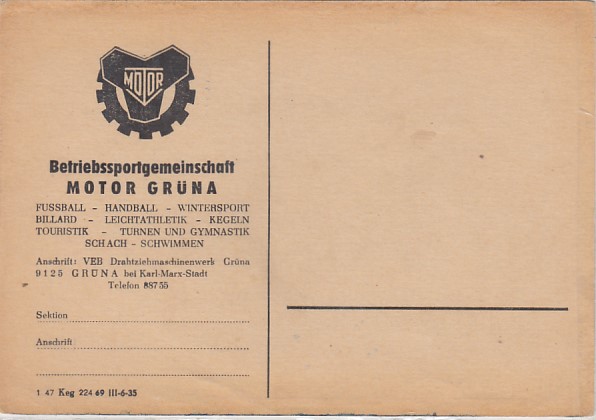 MOTOR
Betriebssportgemeinschaft
MOTOR GRÜNA
FUSSBALL – HANDBALL – WINTERSPORT
BILLARD – LEICHTATHLETIK – KEGELN
TOURISTIK – TURNEN UND GYMNASTIK
SCHACH – SCHWIMMEN
Anschrift: VEB Drahtziehmaschinenwerk Grüna
9125 GRÜNA bei Karl-Marx-Stadt
Telefon 88755
Sektion
Anschrift
1 47 Keg 224 69 III-6-35